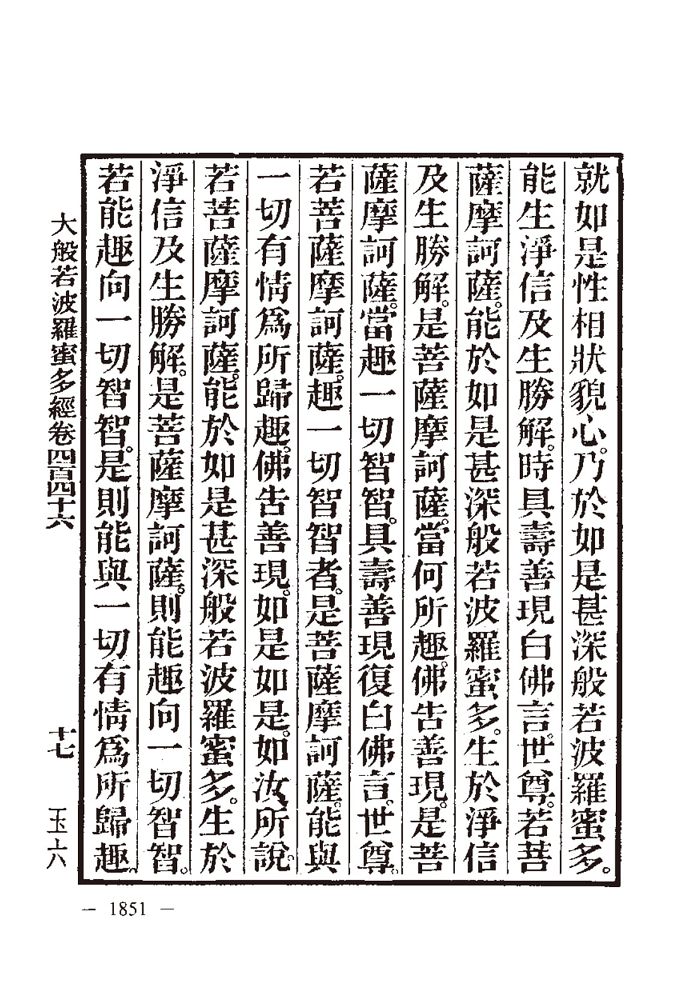 就如是性相狀貌心。乃於如是甚深般若波羅蜜多。
能生淨信及生勝解。時具壽善現白佛言。世尊。若菩
薩摩訶薩。能於如是甚深般若波羅蜜多。生於淨信
及生勝解。是菩薩摩訶薩。當何所趣。佛告善現。是菩
薩摩訶薩。當趣一切智智。具壽善現復白佛言。世尊。
若菩薩摩訶薩。趣一切智智者。是菩薩摩訶薩。能與
一切有情爲所歸趣。佛告善現。如是如是。如汝所說。
若菩薩摩訶薩。能於如是甚深般若波羅蜜多。生於
淨信及生勝解。是菩薩摩訶薩。則能趣向一切智智。
若能趣向一切智智。是則能與一切有情爲所歸趣。
大般若波羅蜜多經卷四百四十六 十七 玉六
— 1851 —